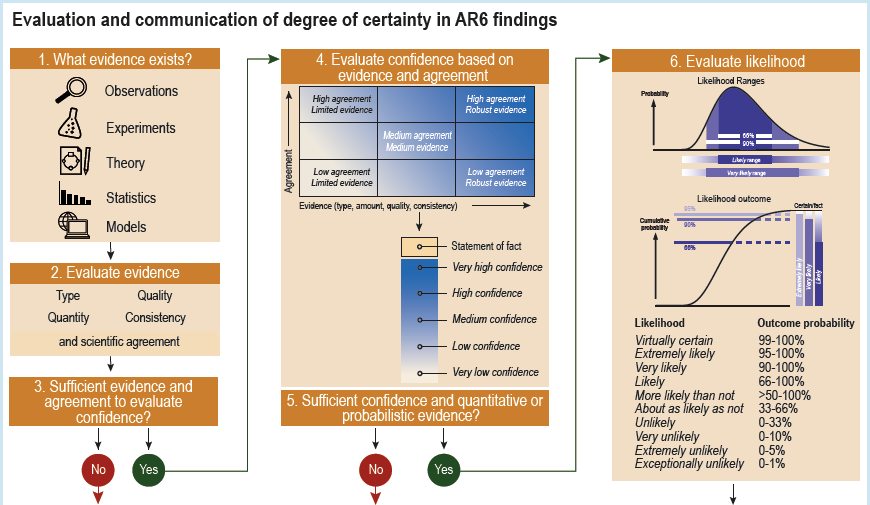 Evaluation and communication of degree of certainty in AR6 findings
1. What evidence exists?
Observations
Experiments
Theory
Statistics
Models
2. Evaluate evidence
Type
Quality
Quantity
Consistency
and scientific agreement
3. Sufficient evidence and
agreement to evaluate
confidence?
No
Yes
4. Evaluate confidence based on
evidence and agreement
High agreement
Limited evidence
High agreement
Robust evidence
Medium agreement
Medium evidence
Low agreement
Limited evidence
Low agreement
Robust evidence
Agreement
Evidence (type, amount, quality, consistency)
Statement of fact
Very high confidence
High confidence
Medium confidence
Low confidence
Very low confidence
5. Sufficient confidence and quantitative or
probabilistic evidence?
No
Yes
6. Evaluate likelihood
Likelihood Ranges
Probability
66%
90%
Likely range
Very likely range
Likelihood outcome
Cumulative
probability
95%
90%
66%
Certain/fact
Extremely likely
Very likely
Likely
Likelihood
Outcome probability
Virtually certain
99-100%
Extremely likely
95-100%
Very likely
90-100%
Likely
66-100%
More likely than not
>50-100%
About as likely as not
33-66%
Unlikely
0-33%
Very unlikely
0-10%
Extremely unlikely
0-5%
Exceptionally unlikely
0-1%